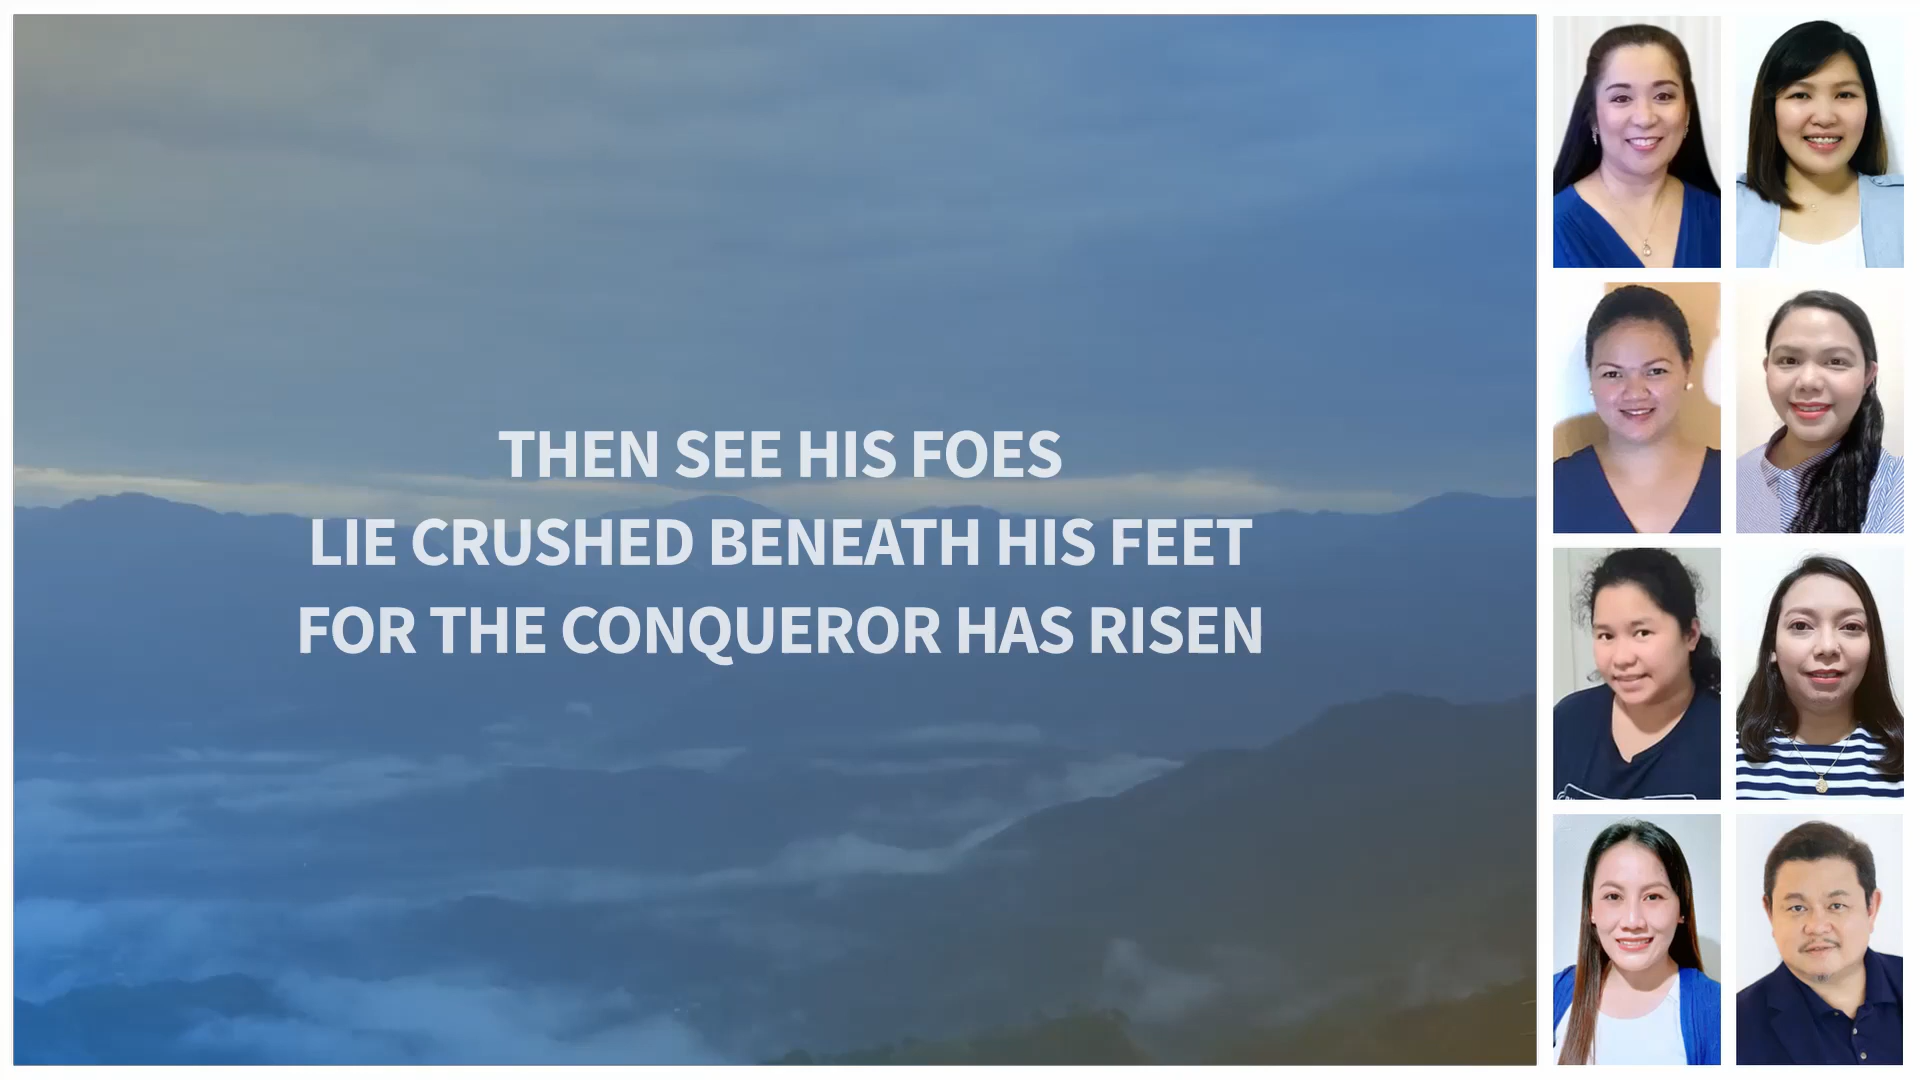 THEN SEE HIS FOES
LIE CRUSHED BENEATH HIS FEET
FOR THE CONQUEROR HAS RISEN